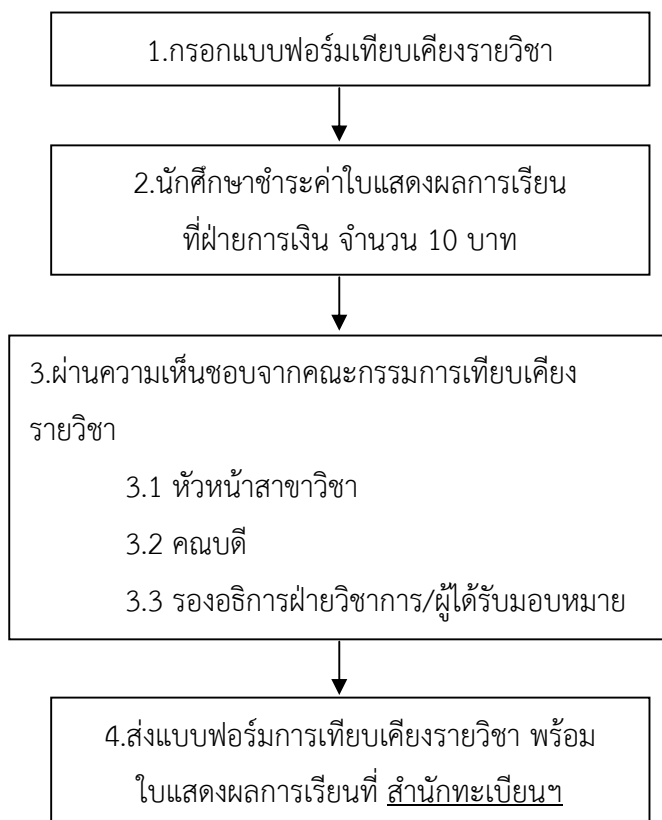 1.กรอกแบบฟอร์มเทียบเคียงรายวิชา
2.นักศึกษาชำระค่าใบแสดงผลการเรียน
ที่ฝ่ายการเงิน จำนวน 10 บาท
3.ผ่านความเห็นชอบจากคณะกรรมการเทียบเคียง
รายวิชา
3.1 หัวหน้าสาขาวิชา
3.2 คณบดี
3.3 รองอธิการฝ่ายวิชาการ/ผู้ได้รับมอบหมาย
4.ส่งแบบฟอร์มการเทียบเคียงรายวิชา พร้อม
ใบแสดงผลการเรียนที่ สำนักทะเบียนฯ